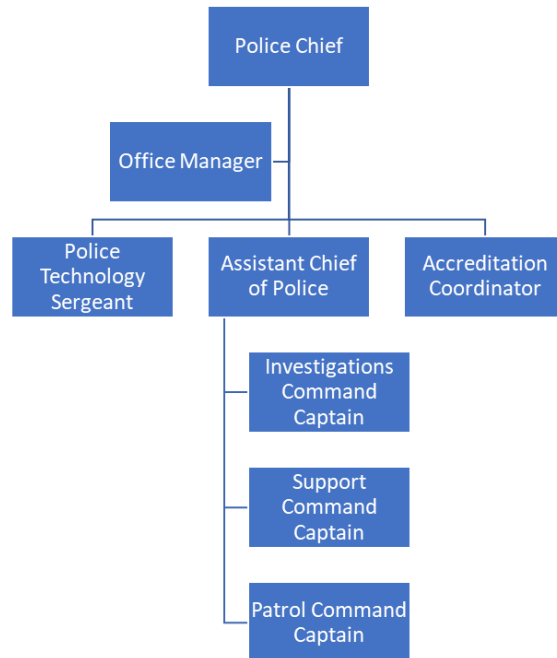 Police Chief
Office Manager
Police
Technology
Sergeant
Assistant Chief
of Police
Accreditation
Coordinator
Investigations
Command
Captain
Support
Command
Captain
Patrol Command
Captain